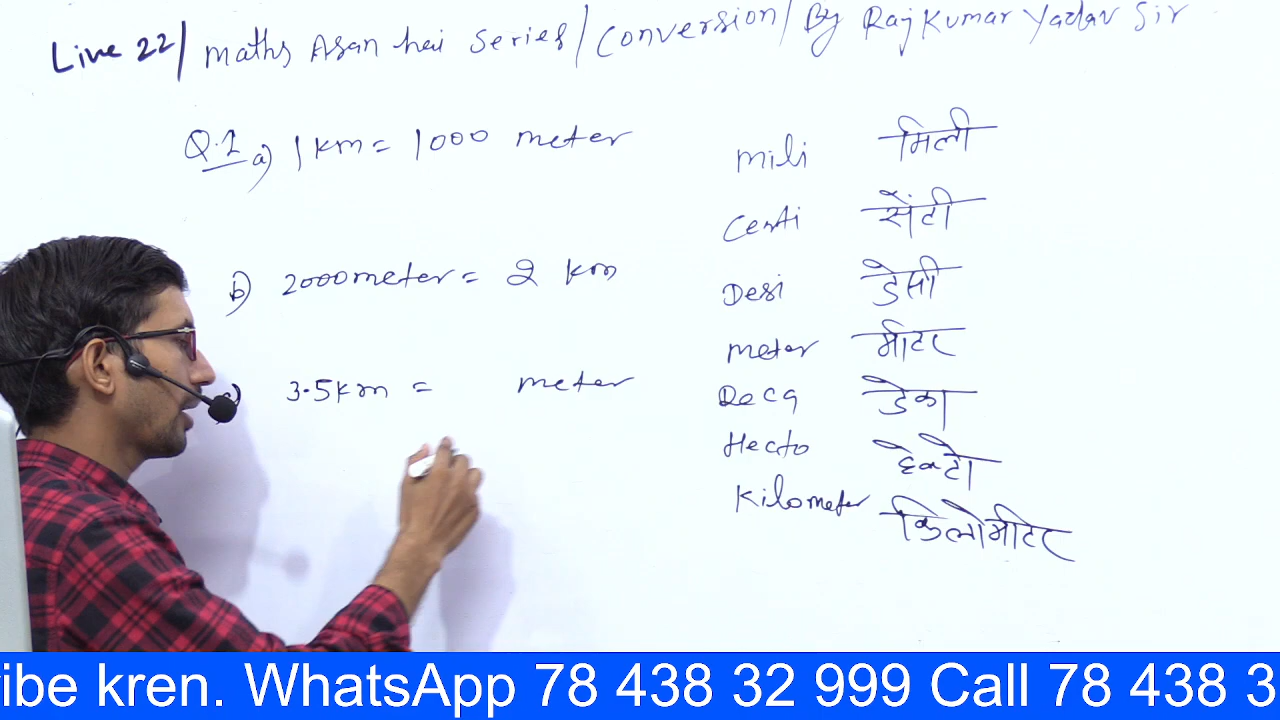 Live 22/ maths Asan hai series/ Conversion/ By Raj Kumar Yadav Sir
Q.1 a) 1 km = 1000 meter
b) 2000 meter = 2 km
3.5 km = meter
mili मिली
Centi सेंटी
Desi डेसी
meter मीटर
Deca डेका
Hecto हेक्टो
Kilometer किलोमीटर
ibe kren. WhatsApp 78 438 32 999 Call 78 438 3